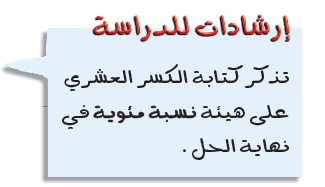 إرشادات للدراسة
تذكر كتابة الكسر العشري
على هيئة نسبة مئوية في
نهاية الحل .